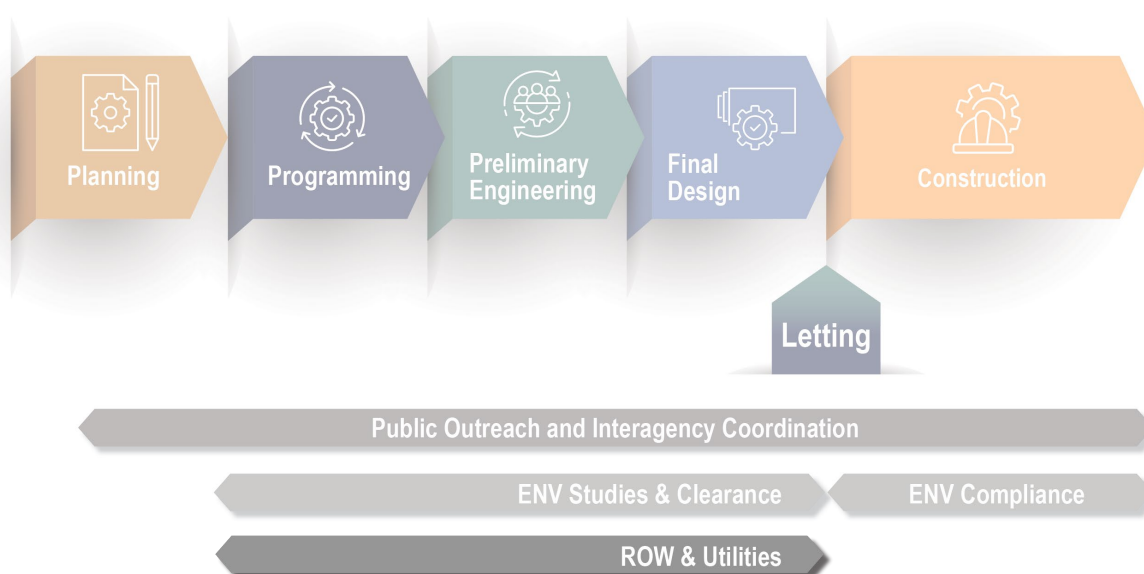 Planning
Programming
Preliminary
Engineering
Final
Design
Construction
Letting
Public Outreach and Interagency Coordination
ENV Studies & Clearance
ENV Compliance
ROW & Utilities